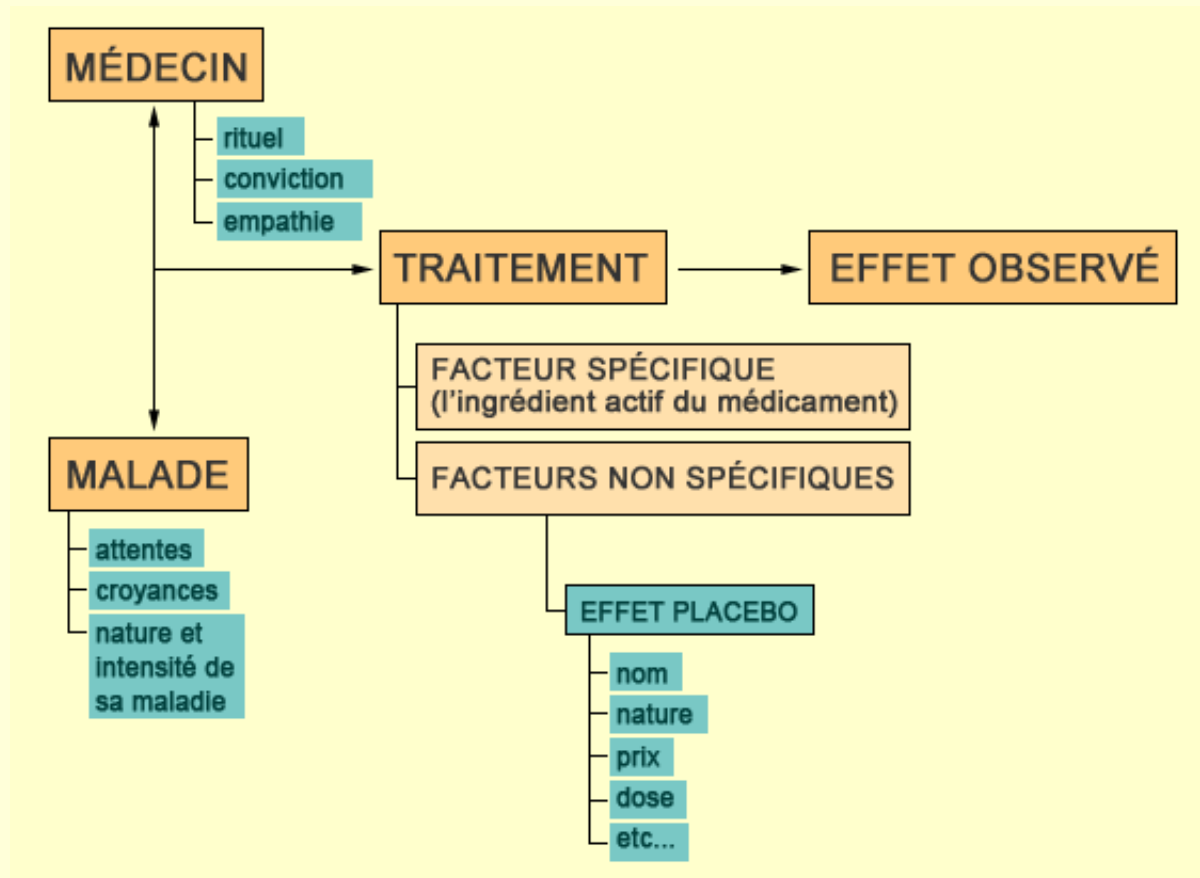 MÉDECIN
rituel
conviction
empathie
TRAITEMENT
EFFET OBSERVÉ
FACTEUR SPÉCIFIQUE
(l'ingrédient actif du médicament)
FACTEURS NON SPÉCIFIQUES
MALADE
attentes
croyances
nature et
intensité de
sa maladie
EFFET PLACEBO
nom
nature
prix
dose
etc...